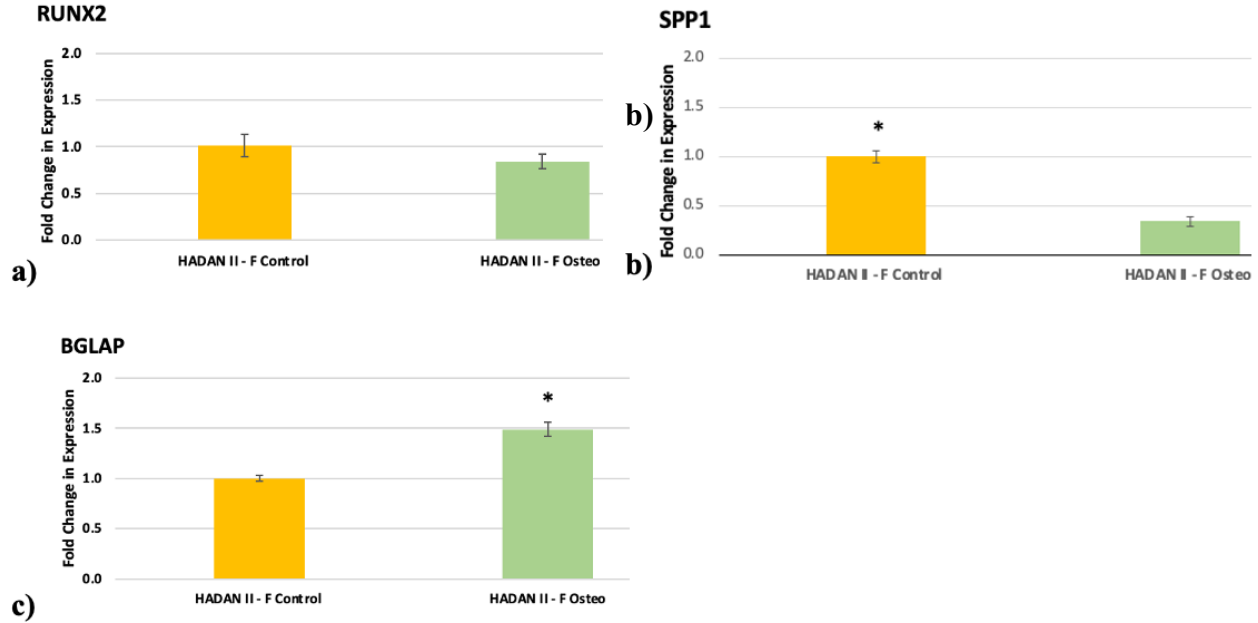 RUNX2
Fold Change in Expression
2.0
1.5
1.0
0.5
0.0
HADAN II - F Control
HADAN II - F Osteo
a)
SPP1
b)
Fold Change in Expression
2.0
1.5
*
1.0
0.5
0.0
HADAN II - F Control
HADAN II - F Osteo
b)
BGLAP
Fold Change in Expression
2.0
*
1.5
1.0
0.5
0.0
HADAN II - F Control
HADAN II - F Osteo
c)